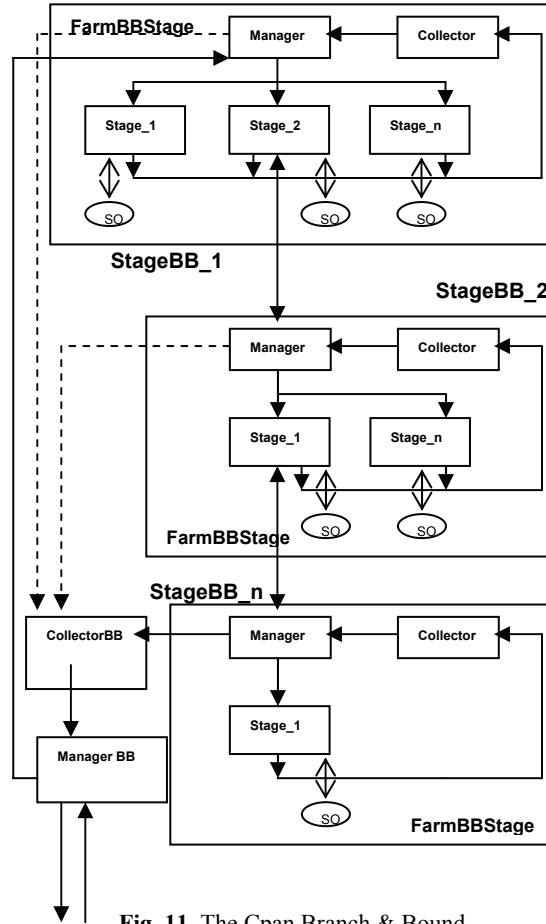 FarmBBStage
Manager
Collector
Stage_1
Stage_2
Stage_n
SO
SO
SO
StageBB_1
StageBB_2
Manager
Collector
Stage_1
Stage_n
SO
SO
FarmBBStage
StageBB_n
CollectorBB
Manager
Collector
Stage_1
Manager BB
SO
FarmBBStage
Fig. 11. The Cpan Branch & Bound